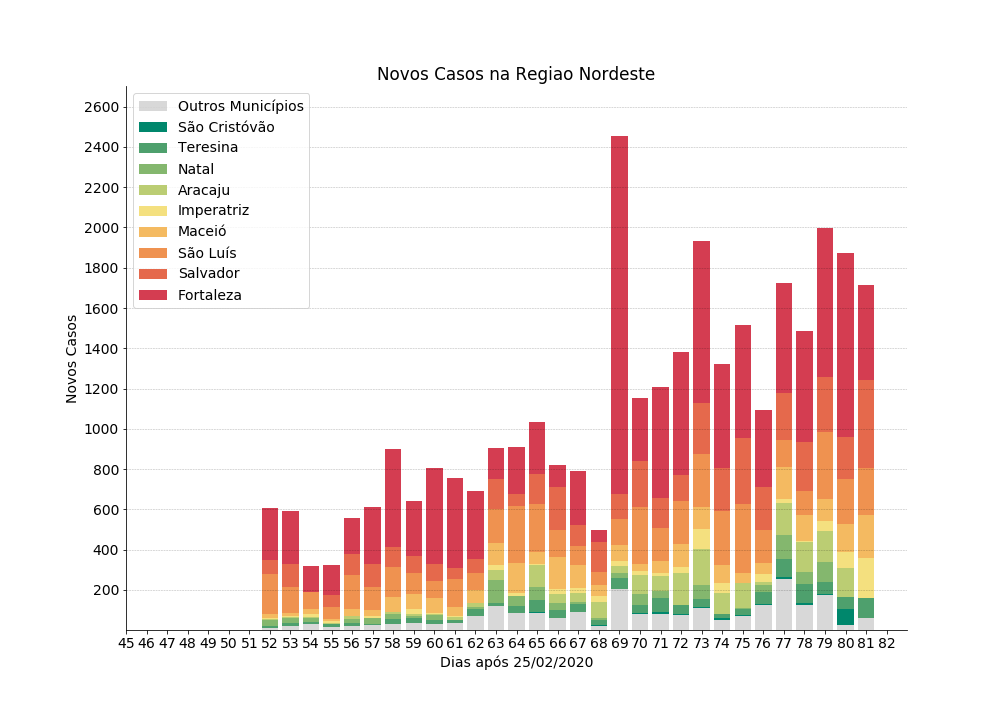 Novos Casos na Regiao Nordeste
Outros Municípios
São Cristóvão
Teresina
Natal
Aracaju
Imperatriz
Maceió
São Luís
Salvador
Fortaleza
Novos Casos
2600
2400
2200
2000
1800
1600
1400
1200
1000
800
600
400
200
45 46 47 48 49 50 51 52 53 54 55 56 57 58 59 60 61 62 63 64 65 66 67 68 69 70 71 72 73 74 75 76 77 78 79 80 81 82
Dias após 25/02/2020